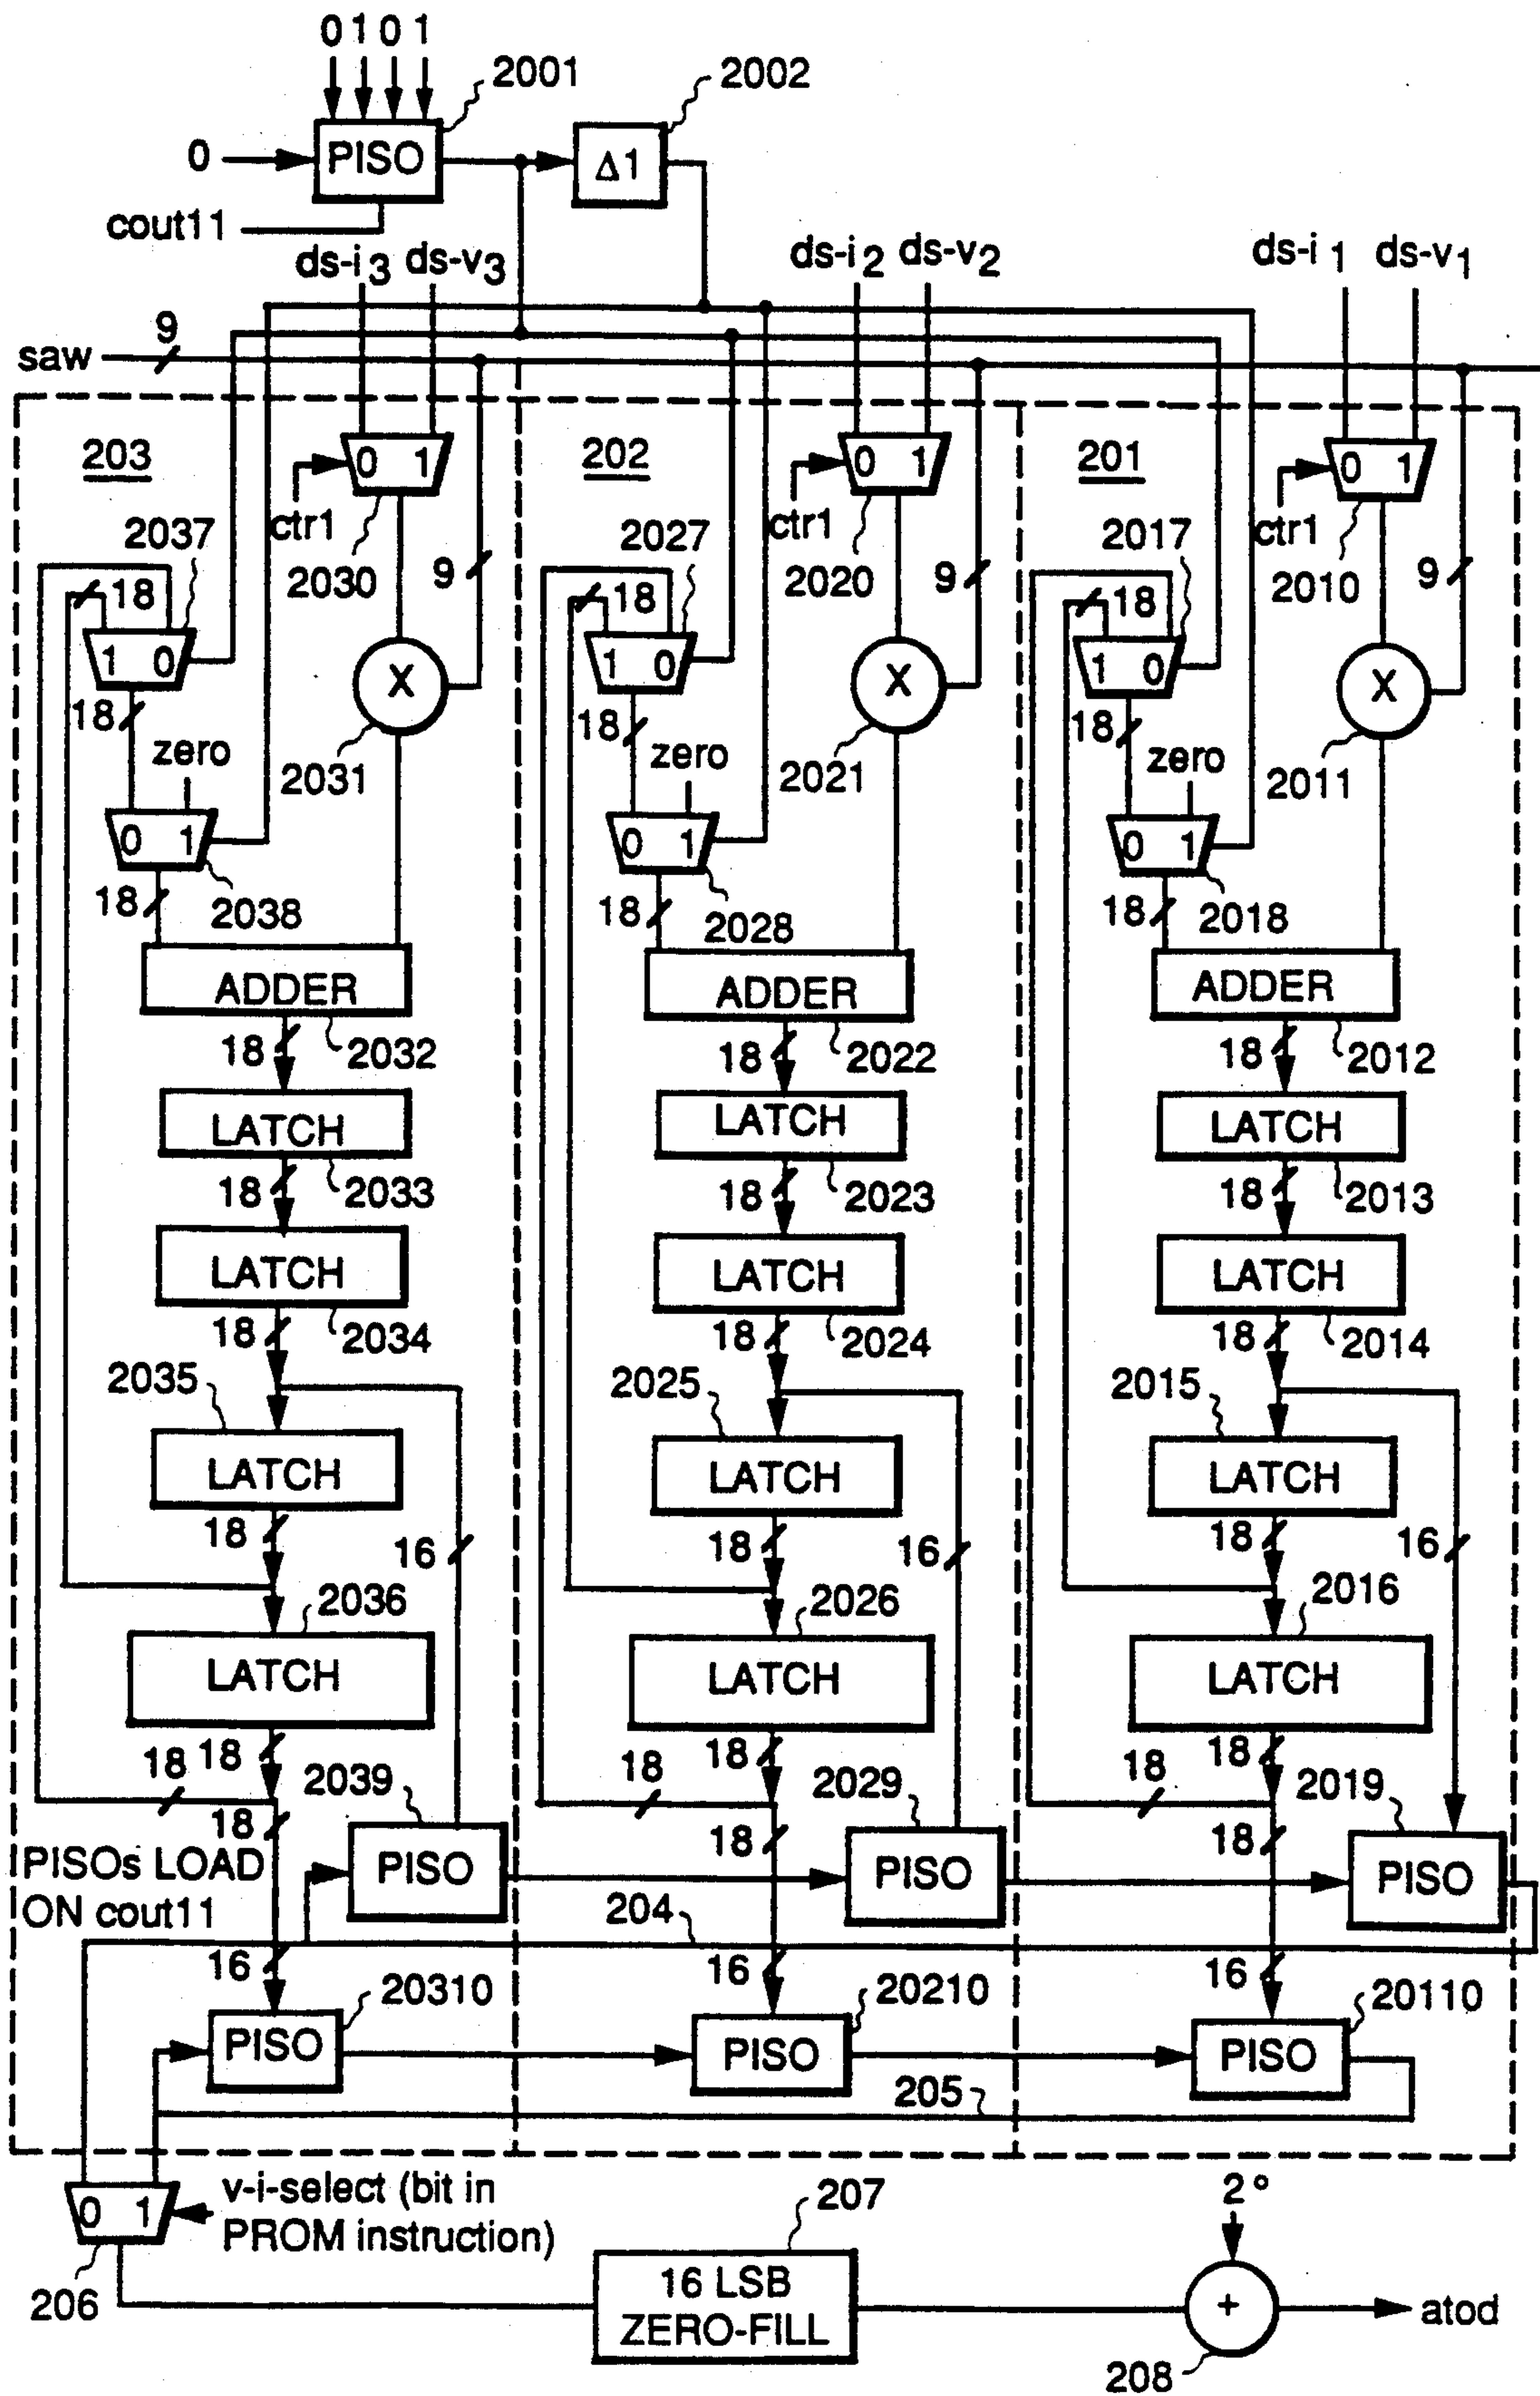 0 1 0 1
2001
2002
0
PISO
Δ1
cout11
ds-i3 ds-v3
ds-i2 ds-v2
ds-i1 ds-v1
saw
9
203
0 1
202
0 1
201
0 1
ctr1
ctr1
ctr1
2037
2030
9
2027
2020
9
2017
2010
9
18
18
18
1 0
X
1 0
X
1 0
X
18
18
18
zero
2031
zero
2021
zero
2011
0 1
0 1
0 1
18
2038
18
2028
18
2018
ADDER
ADDER
ADDER
18
2032
18
2022
18
2012
LATCH
LATCH
LATCH
18
2033
18
2023
18
2013
LATCH
LATCH
LATCH
18
2034
18
2024
18
2014
2035
2025
2015
LATCH
LATCH
LATCH
18
16
18
16
18
16
2036
2026
2016
LATCH
LATCH
LATCH
18
18
2039
18
18
2029
18
18
2019
18
18
18
PISOs LOAD
ON cout11
PISO
PISO
PISO
204
16
20310
16
20210
16
20110
PISO
PISO
PISO
205
0 1
v-i-select (bit in
PROM instruction)
207
2°
206
16 LSB
ZERO-FILL
+
atod
208